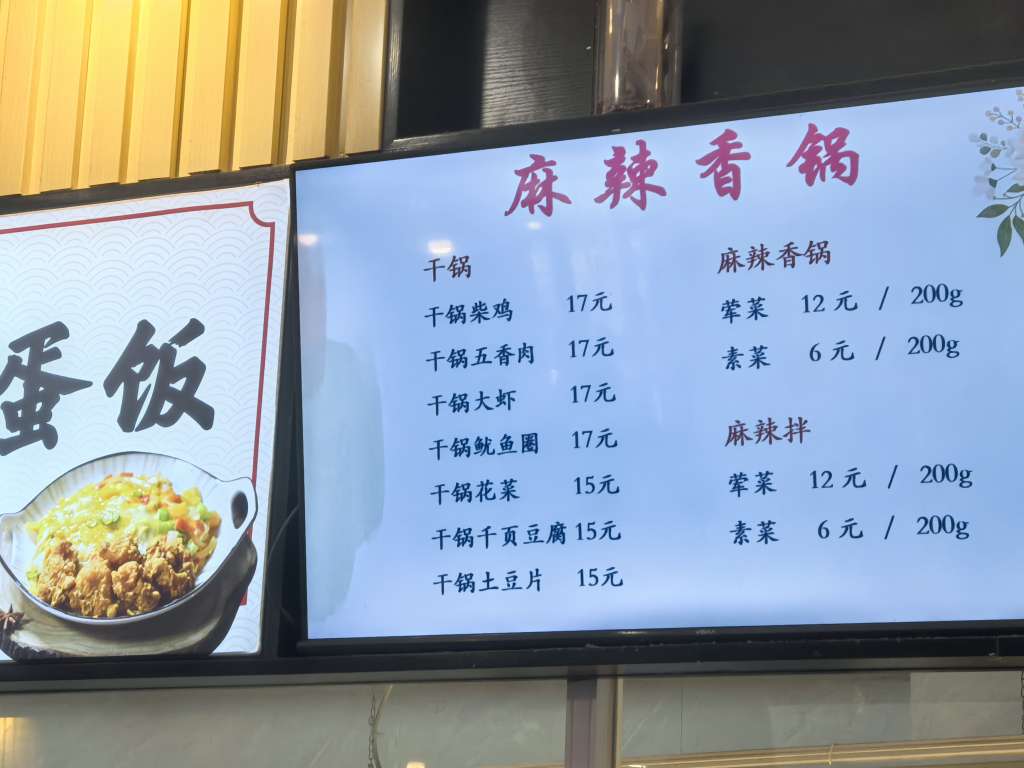 蛋饭
麻辣香锅
干锅
干锅柴鸡 17元
干锅五香肉 17元
干锅大虾 17元
干锅鱿鱼圈 17元
干锅花菜 15元
干锅千页豆腐 15元
干锅土豆片 15元
麻辣香锅
荤菜 12元 / 200g
素菜 6元 / 200g
麻辣拌
荤菜 12元 / 200g
素菜 6元 / 200g